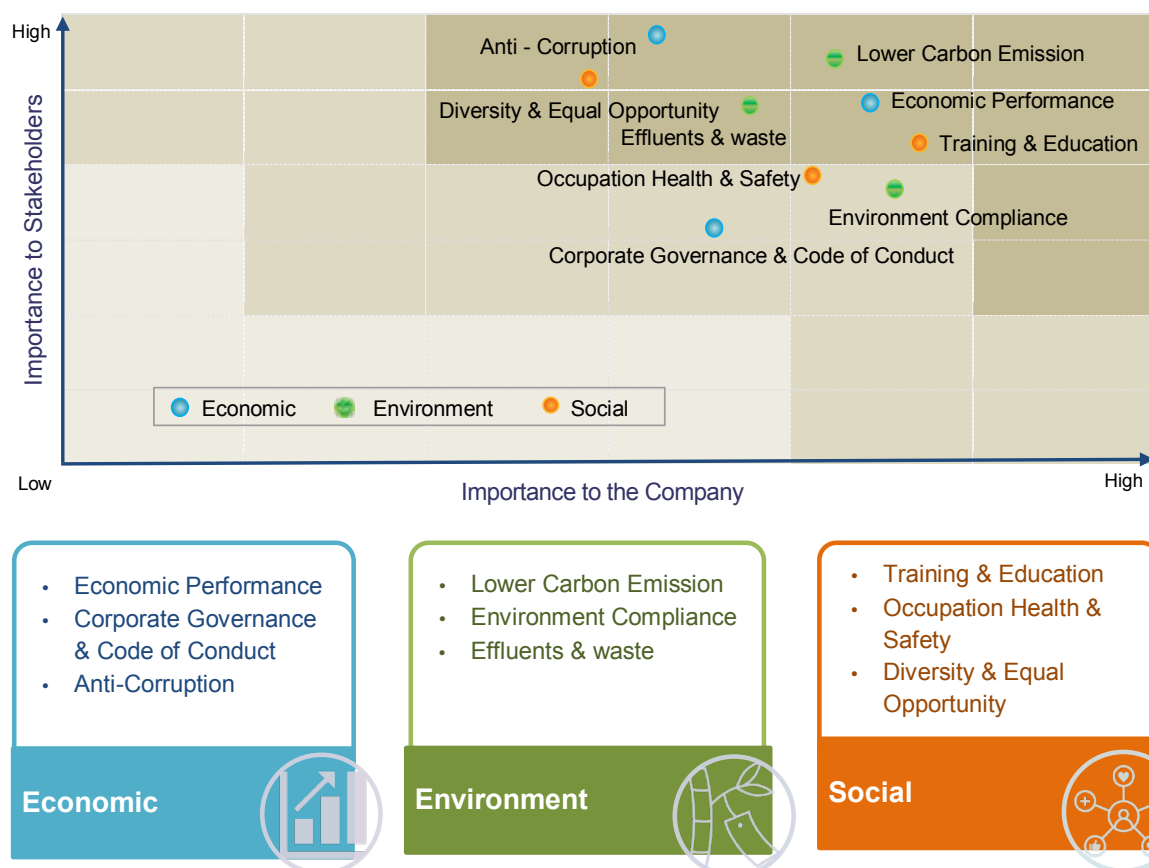 High
Importance to Stakeholders
Anti - Corruption
Lower Carbon Emission
Economic Performance
Diversity & Equal Opportunity
Effluents & waste
Training & Education
Occupation Health & Safety
Environment Compliance
Corporate Governance & Code of Conduct
Economic
Environment
Social
Low
Importance to the Company
High
• Economic Performance
• Corporate Governance
& Code of Conduct
• Anti-Corruption
Economic
• Lower Carbon Emission
• Environment Compliance
• Effluents & waste
Environment
• Training & Education
• Occupation Health &
Safety
• Diversity & Equal
Opportunity
Social